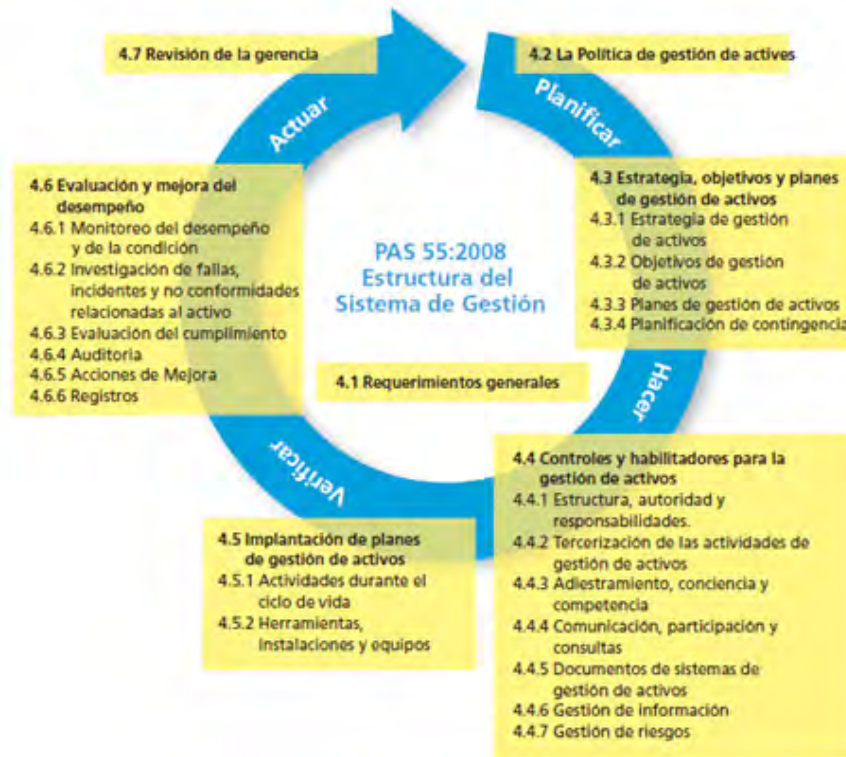 4.7 Revisión de la gerencia
4.2 La Política de gestión de actives
Actuar
Planificar
4.6 Evaluación y mejora del
desempeño
4.6.1 Monitoreo del desempeño
y de la condición
4.6.2 Investigación de fallas,
incidentes y no conformidades
relacionadas al activo
4.6.3 Evaluación del cumplimiento
4.6.4 Auditoria
4.6.5 Acciones de Mejora
4.6.6 Registros
PAS 55:2008
Estructura del
Sistema de Gestión
4.1 Requerimientos generales
4.3 Estrategia, objetivos y planes
de gestión de activos
4.3.1 Estrategia de gestión
de activos
4.3.2 Objetivos de gestión
de activos
4.3.3 Planes de gestión de activos
4.3.4 Planificación de contingencia
Hacer
Verificar
4.4 Controles y habilitadores para la
gestión de activos
4.4.1 Estructura, autoridad y
responsabilidades.
4.4.2 Tercerización de las actividades de
gestión de activos
4.4.3 Adiestramiento, conciencia y
competencia
4.4.4 Comunicación, participación y
consultas
4.4.5 Documentos de sistemas de
gestión de activos
4.4.6 Gestión de información
4.4.7 Gestión de riesgos
4.5 Implantación de planes
de gestión de activos
4.5.1 Actividades durante el
ciclo de vida
4.5.2 Herramientas,
instalaciones y equipos